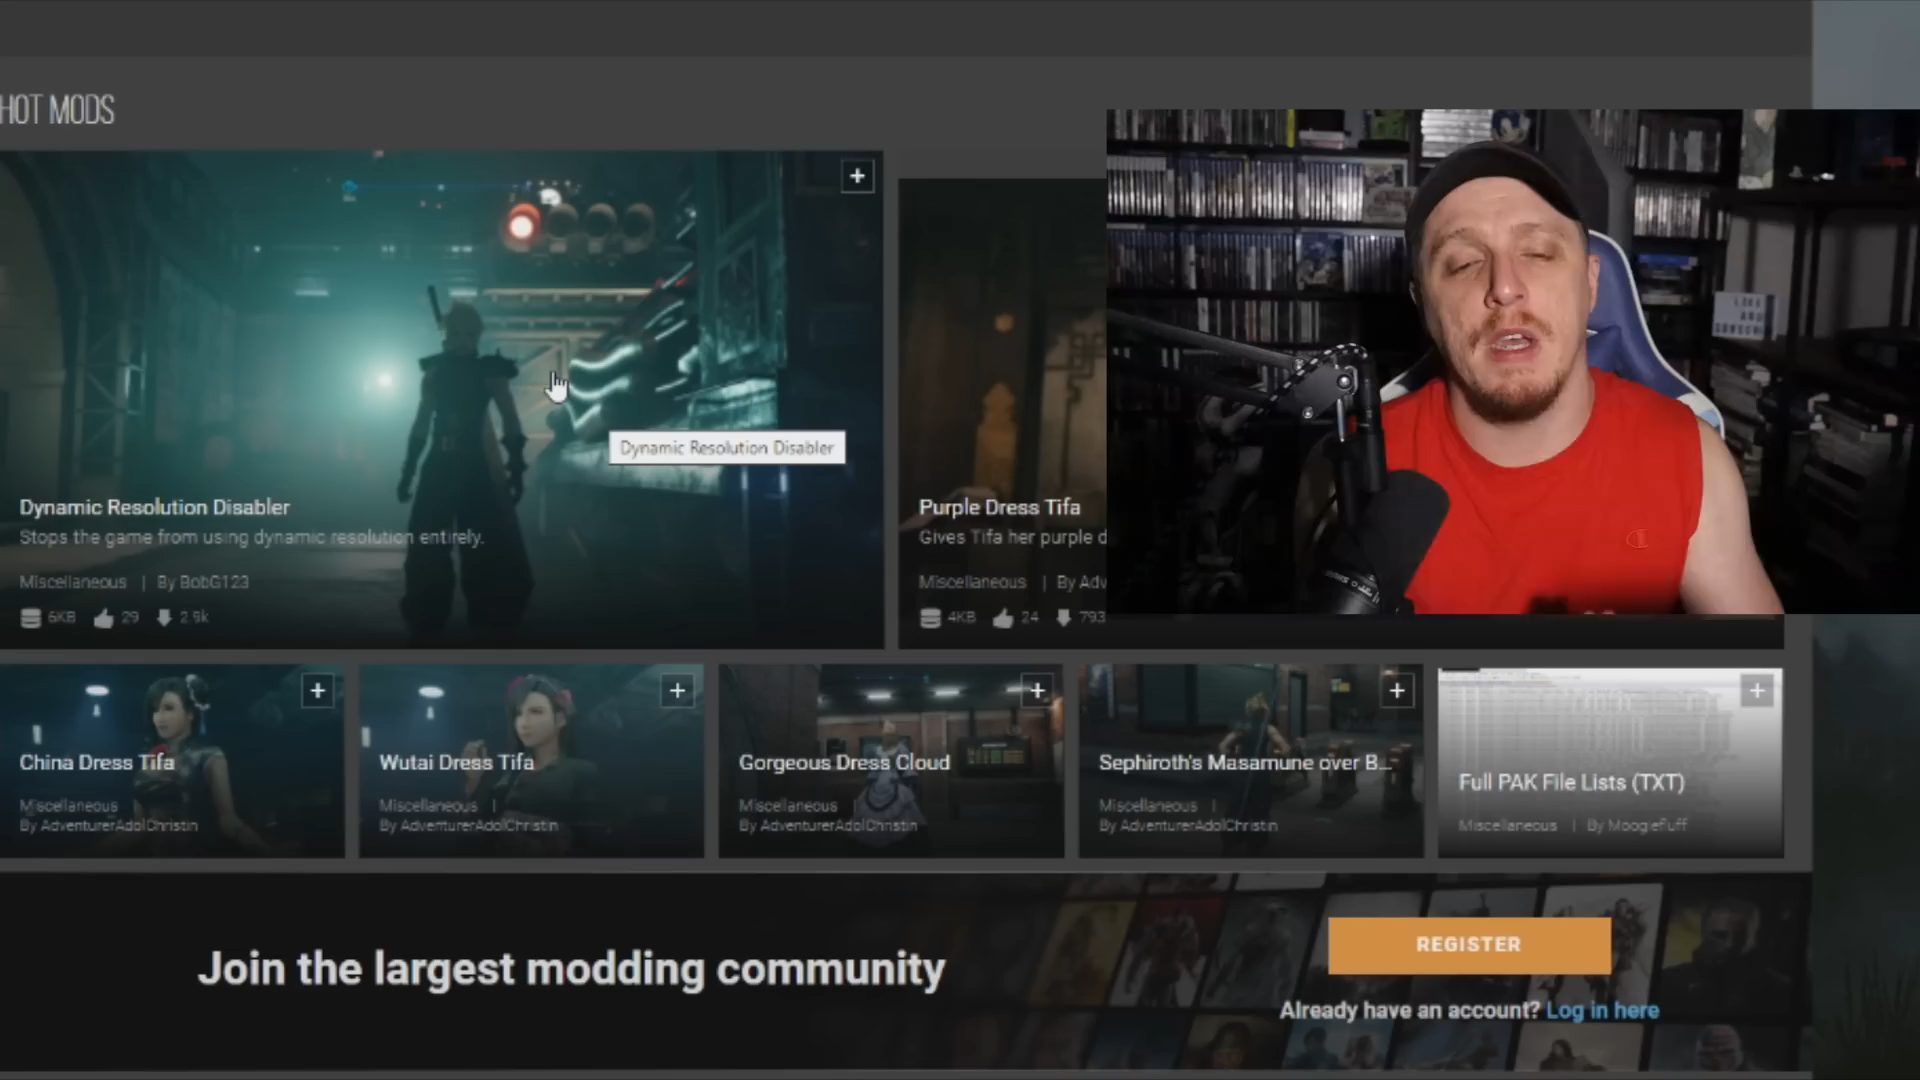 HOT MODS
Dynamic Resolution Disabler
Dynamic Resolution Disabler
Stops the game from using dynamic resolution entirely.
Miscellaneous | By BobG123
6KB 29 2.9k
Purple Dress Tifa
Gives Tifa her purple d
Miscellaneous | By Adv
4KB 24 793
China Dress Tifa
Miscellaneous
By AdventurerAdolChristin
Wutai Dress Tifa
Miscellaneous |
By AdventurerAdolChristin
Gorgeous Dress Cloud
Miscellaneous |
By AdventurerAdolChristin
Sephiroth's Masamune over B...
Miscellaneous |
By AdventurerAdolChristin
Full PAK File Lists (TXT)
Miscellaneous | By Moogiefluff
Join the largest modding community
REGISTER
Already have an account? Log in here